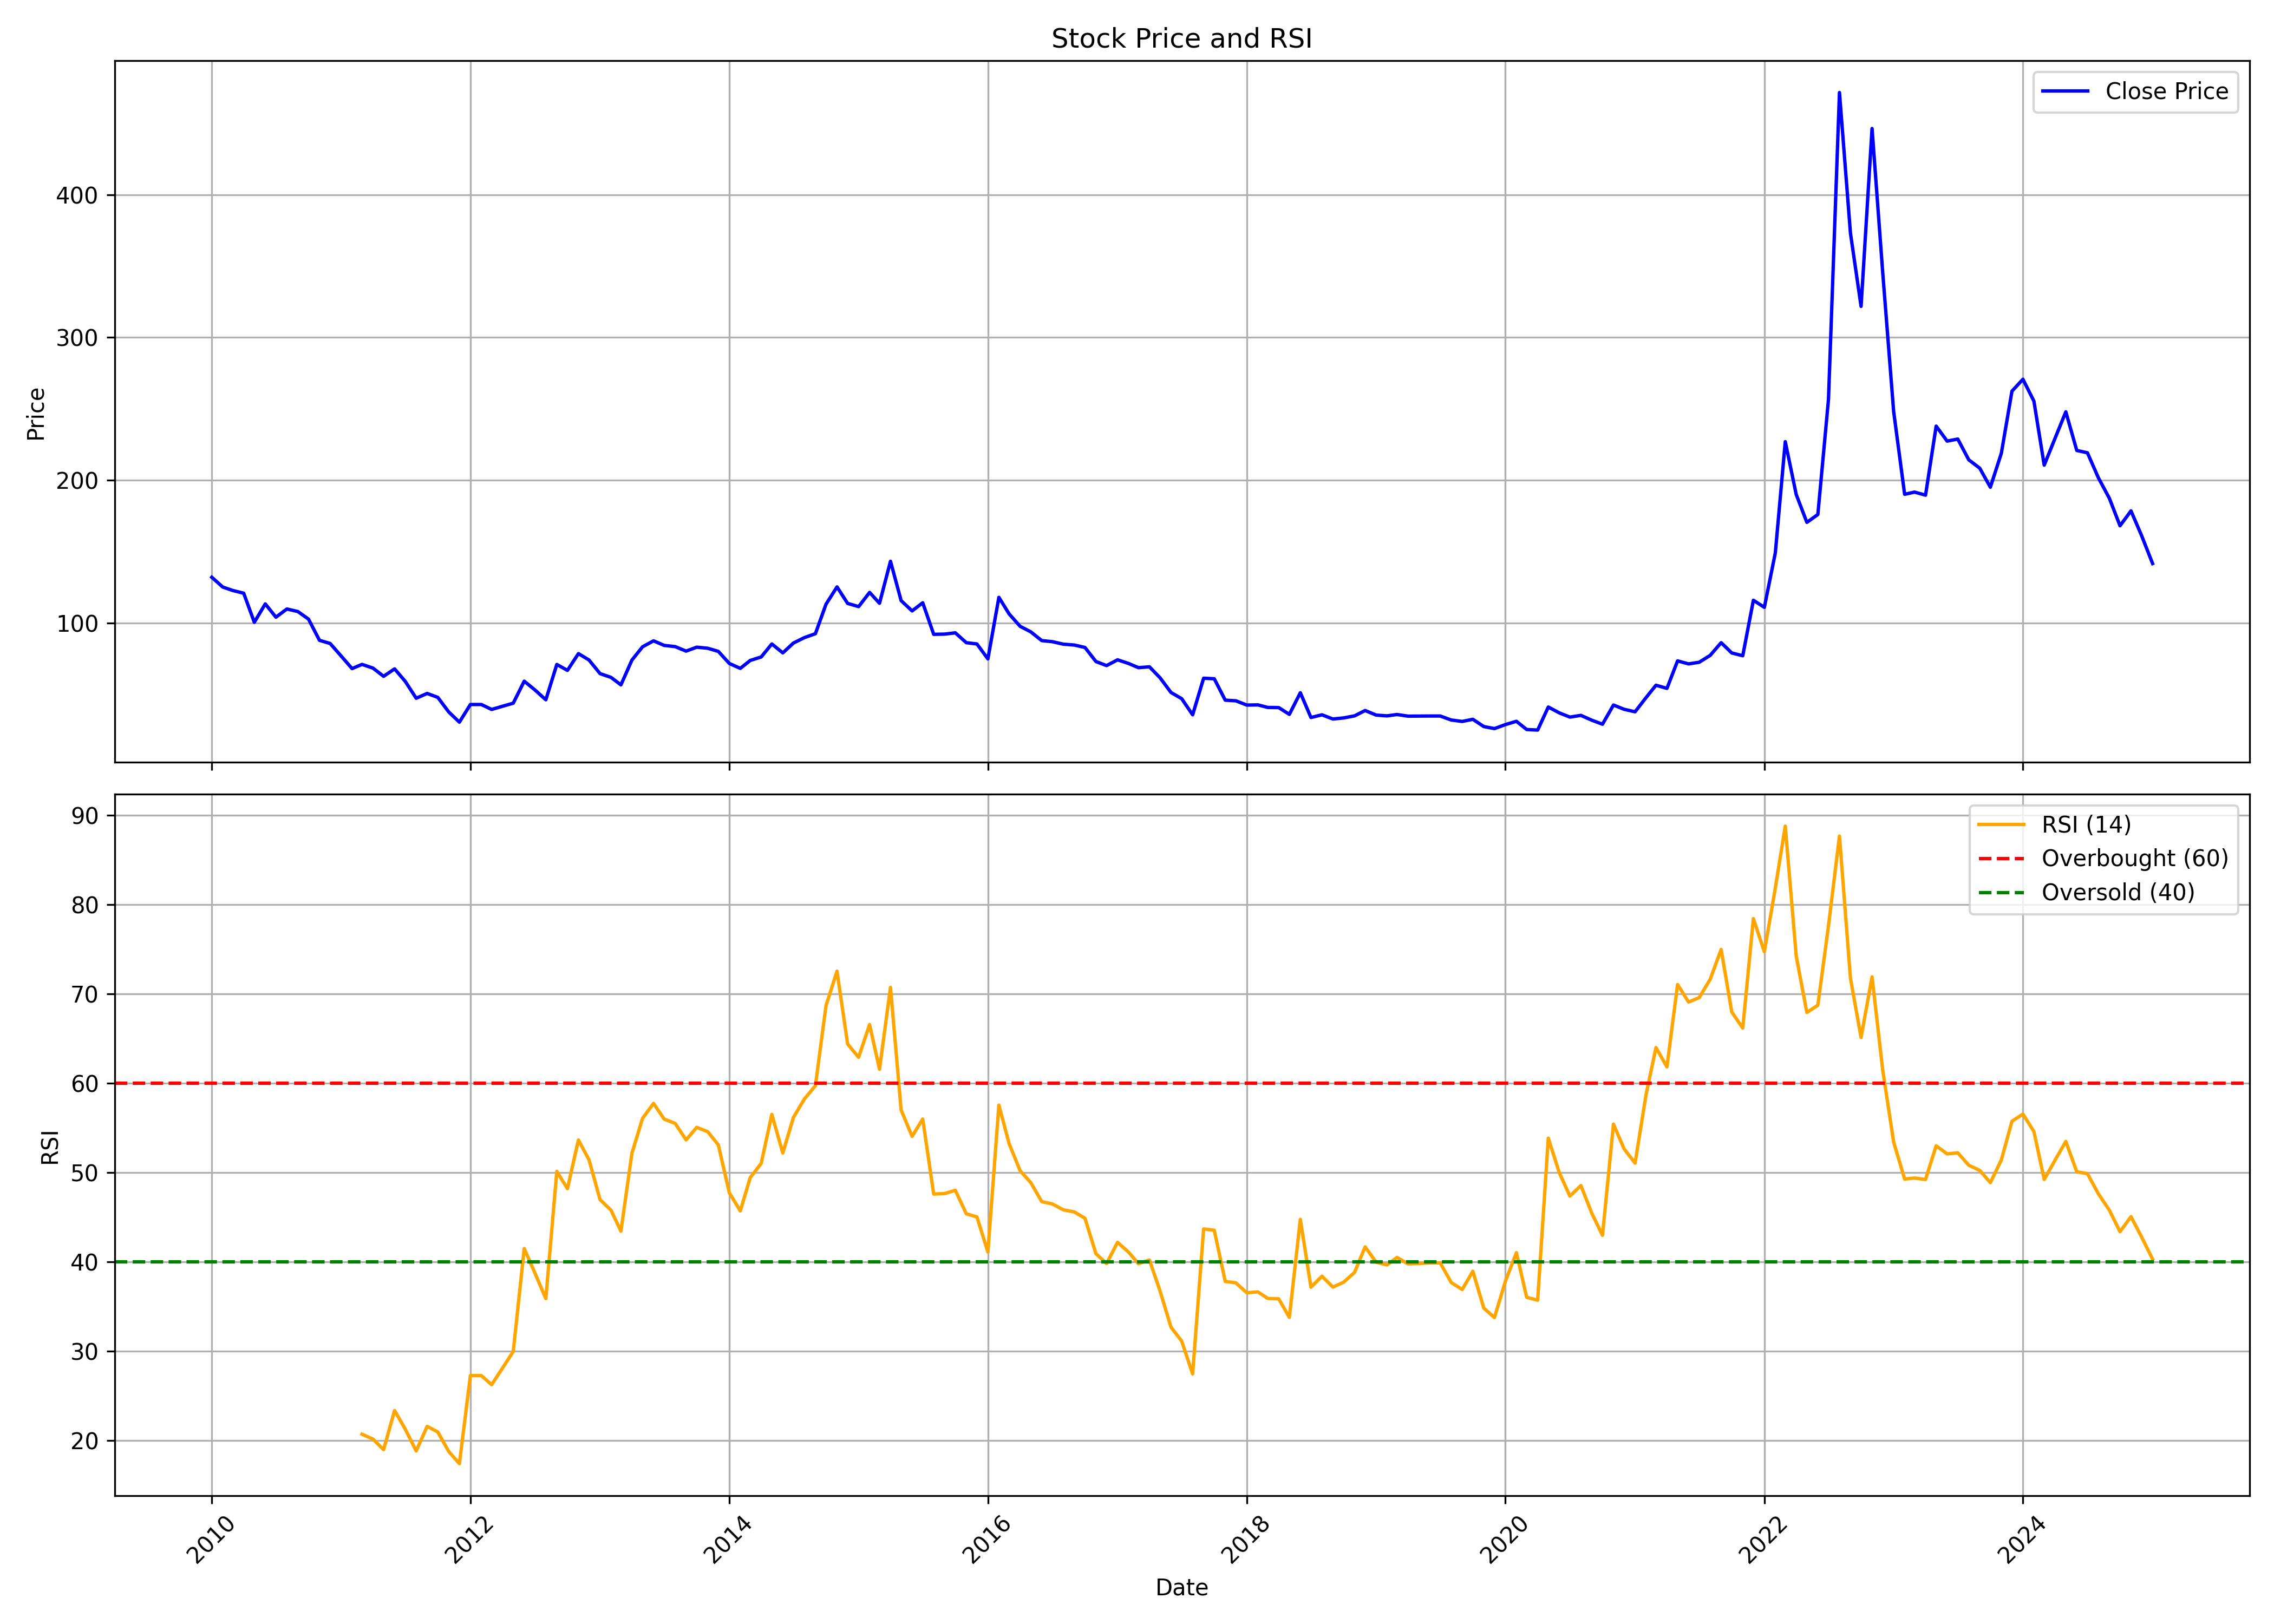 Stock Price and RSI
Close Price
400
300
200
100
Price
RSI (14)
Overbought (60)
Oversold (40)
90
80
70
60
50
40
30
20
RSI
2010
2012
2014
2016
2018
2020
2022
2024
Date